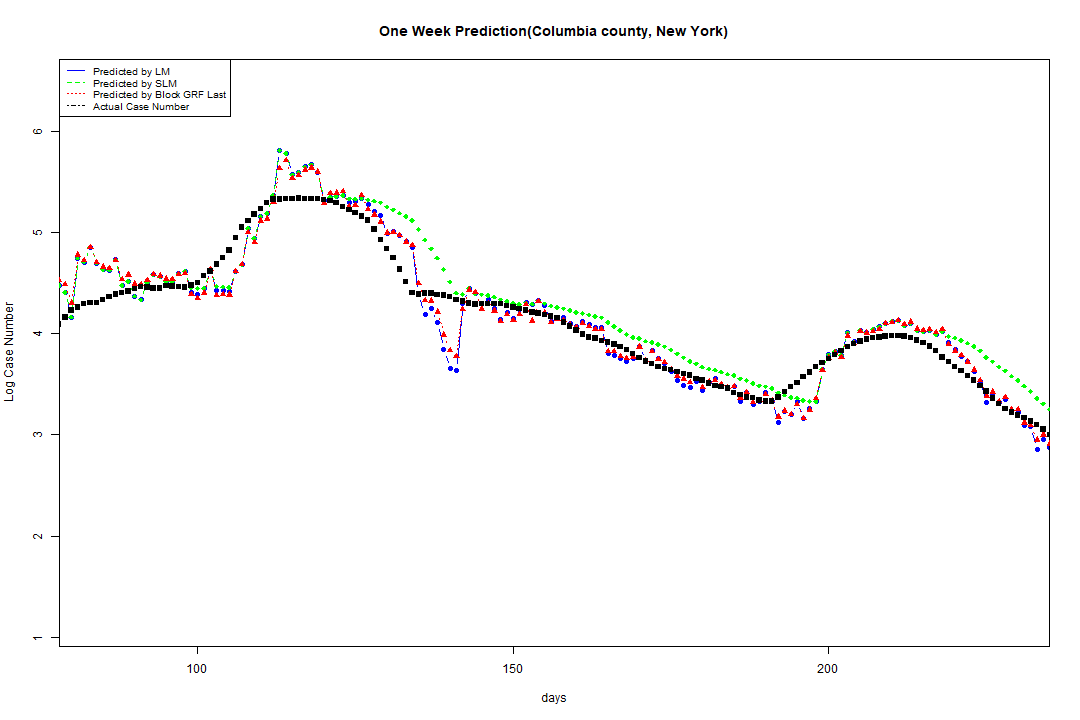 One Week Prediction(Columbia county, New York)
Predicted by LM
Predicted by SLM
Predicted by Block GRF Last
Actual Case Number
6
5
4
3
2
1
Log Case Number
100 150 200
days